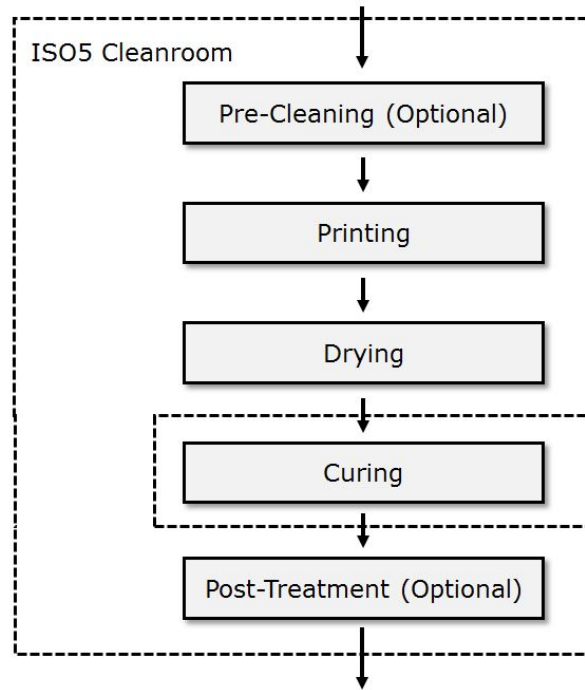 ISO5 Cleanroom
Pre-Cleaning (Optional)
Printing
Drying
Curing
Post-Treatment (Optional)